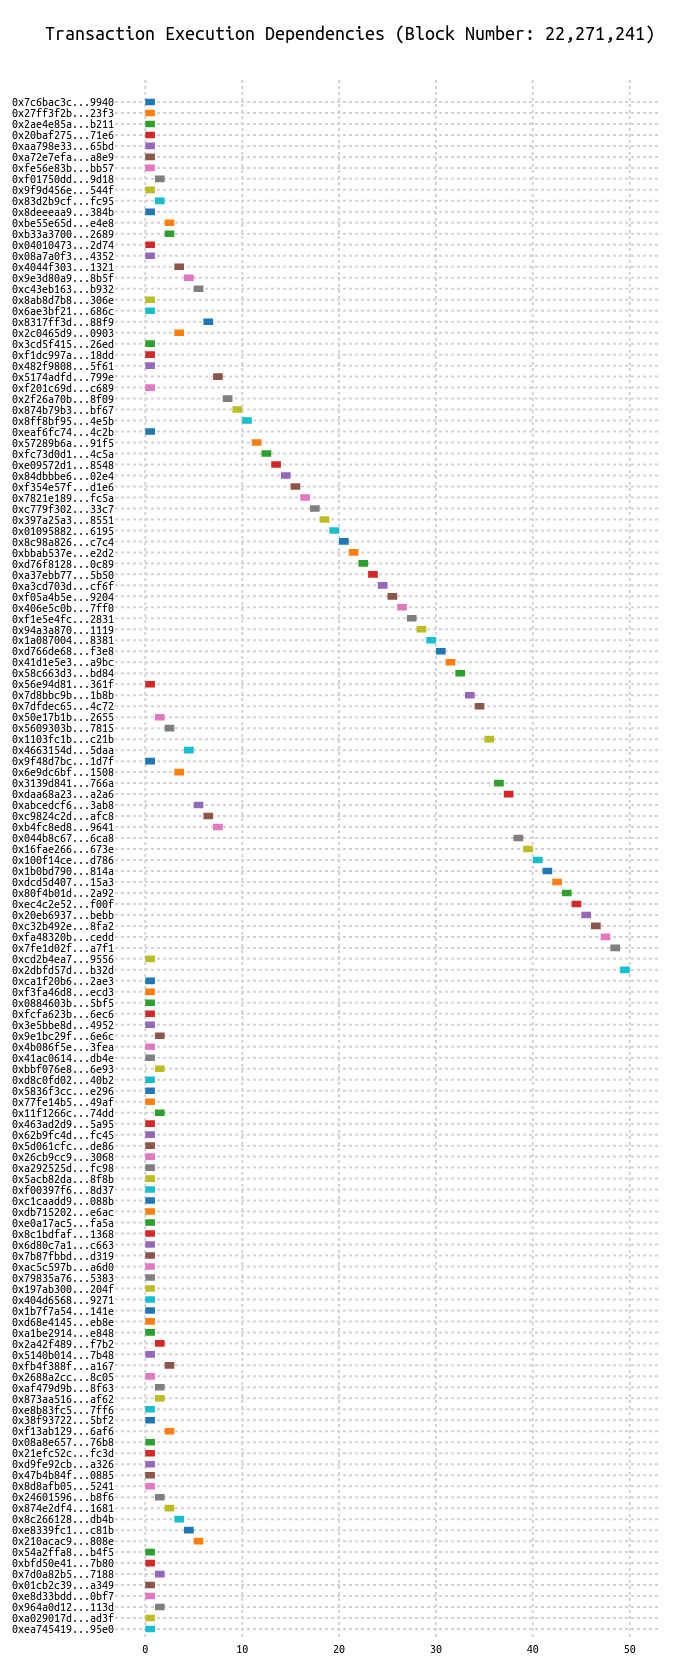 Transaction Execution Dependencies (Block Number: 22,271,241)
0x7c6bac3c...9940
0x27ff3f2b...23f3
0x2ae4e85a...b211
0x20baf275...71e6
0xaa798e33...65bd
0xa72e7efa...a8e9
0xfe56e83b...bb57
0xf01750dd...9d18
0x9f9d456e...544f
0x83d2b9cf...fc95
0x8deeeaa9...384b
0xbe55e65d...e4e8
0xb33a3700...2689
0x04010473...2d74
0x08a7a0f3...4352
0x4044f303...1321
0x9e3d80a9...8b5f
0xc43eb163...b932
0x8ab8d7b8...306e
0x6ae3bf21...686c
0x8317ff3d...88f9
0x2c0465d9...0903
0x3cd5f415...26ed
0xf1dc997a...18dd
0x482f9808...5f61
0x5174adfd...799e
0xf201c69d...c689
0x2f26a70b...8f09
0x874b79b3...bf67
0x8ff8bf95...4e5b
0xeaf6fc74...4c2b
0x57289b6a...91f5
0xfc73d0d1...4c5a
0xe09572d1...8548
0x84dbbbe6...02e4
0xf354e57f...d1e6
0x7821e189...fc5a
0xc779f302...33c7
0x397a25a3...8551
0x01095882...6195
0x8c98a826...c7c4
0xbbab537e...e2d2
0xd76f8128...0c89
0xa37ebb77...5b50
0xa3cd703d...cf6f
0xf05a4b5e...9204
0x406e5c0b...7ff0
0xf1e5e4fc...2831
0x94a3a870...1119
0x1a087004...8381
0xd766de68...f3e8
0x41d1e5e3...a9bc
0x58c663d3...bd84
0x56e94d81...361f
0x7d8bbc9b...1b8b
0x7dfdec65...4c72
0x50e17b1b...2655
0x5609303b...7815
0x1103fc1b...c21b
0x4663154d...5daa
0x9f48d7bc...1d7f
0x6e9dc6bf...1508
0x3139d841...766a
0xdaa68a23...a2a6
0xabcedcf6...3ab8
0xc9824c2d...afc8
0xb4fc8ed8...9641
0x044b8c67...6ca8
0x16fae266...673e
0x100f14ce...d786
0x1b0bd790...814a
0xdcd5d407...15a3
0x80f4b01d...2a92
0xec4c2e52...f00f
0x20eb6937...bebb
0xc32b492e...8fa2
0xfa48320b...cedd
0x7fe1d02f...a7f1
0xcd2b4ea7...9556
0x2dbfd57d...b32d
0xca1f20b6...2ae3
0xf3fa46d8...ecd3
0x0884603b...5bf5
0xfcfa623b...6ec6
0x3e5bbe8d...4952
0x9e1bc29f...6e6c
0x4b086f5e...3fea
0x41ac0614...db4e
0xbbf076e8...6e93
0xd8c0fd02...40b2
0x5836f3cc...e296
0x77fe14b5...49af
0x11f1266c...74dd
0x463ad2d9...5a95
0x62b9fc4d...fc45
0x5d061cfc...de86
0x26cb9cc9...3068
0xa292525d...fc98
0x5acb82da...8f8b
0xf00397f6...8d37
0xc1caadd9...088b
0xdb715202...e6ac
0xe0a17ac5...fa5a
0x8c1bdfaf...1368
0x6d80c7a1...c663
0x7b87fbbd...d319
0xac5c597b...a6d0
0x79835a76...5383
0x197ab300...204f
0x404d6568...9271
0x1b7f7a54...141e
0xd68e4145...eb8e
0xa1be2914...e848
0x2a42f489...f7b2
0x5140b014...7b48
0xfb4f388f...a167
0x2688a2cc...8c05
0xaf479d9b...8f63
0x873aa516...af62
0xe8b83fc5...7ff6
0x38f93722...5bf2
0xf13ab129...6af6
0x08a8e657...76b8
0x21efc52c...fc3d
0xd9fe92cb...a326
0x47b4b84f...0885
0x8d8afb05...5241
0x24601596...b8f6
0x874e2df4...1681
0x8c266128...db4b
0xe8339fc1...c81b
0x210acac9...808e
0x54a2ffa8...b4f5
0xbfd50e41...7b80
0x7d0a82b5...7188
0x01cb2c39...a349
0xe8d33bdd...0bf7
0x964a0d12...113d
0xa029017d...ad3f
0xea745419...95e0
0 10 20 30 40 50